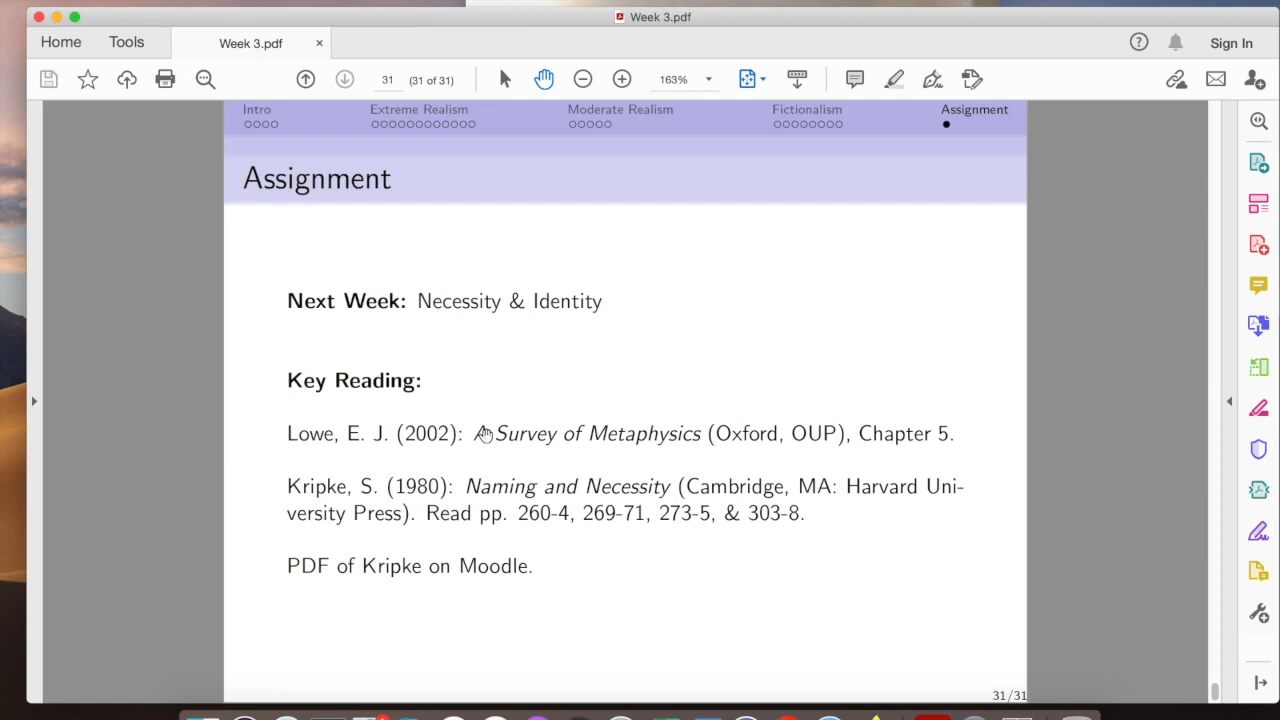 Week 3.pdf
Home Tools Week 3.pdf × Sign In
31 (31 of 31) 163%
Intro Extreme Realism Moderate Realism Fictionalism Assignment
Assignment
Next Week: Necessity & Identity
Key Reading:
Lowe, E. J. (2002): A Survey of Metaphysics (Oxford, OUP), Chapter 5.
Kripke, S. (1980): Naming and Necessity (Cambridge, MA: Harvard Uni-
versity Press). Read pp. 260-4, 269-71, 273-5, & 303-8.
PDF of Kripke on Moodle.
31/31